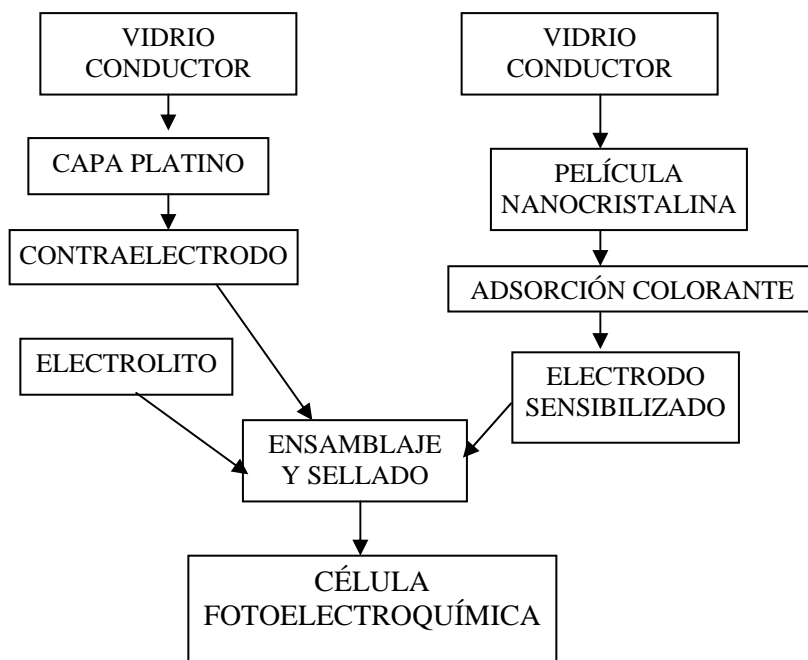 VIDRIO
CONDUCTOR
VIDRIO
CONDUCTOR
CAPA PLATINO
PELÍCULA
NANOCRISTALINA
CONTRAELECTRODO
ADSORCIÓN COLORANTE
ELECTROLITO
ELECTRODO
SENSIBILIZADO
ENSAMBLAJE
Y SELLADO
CÉLULA
FOTOELECTROQUÍMICA